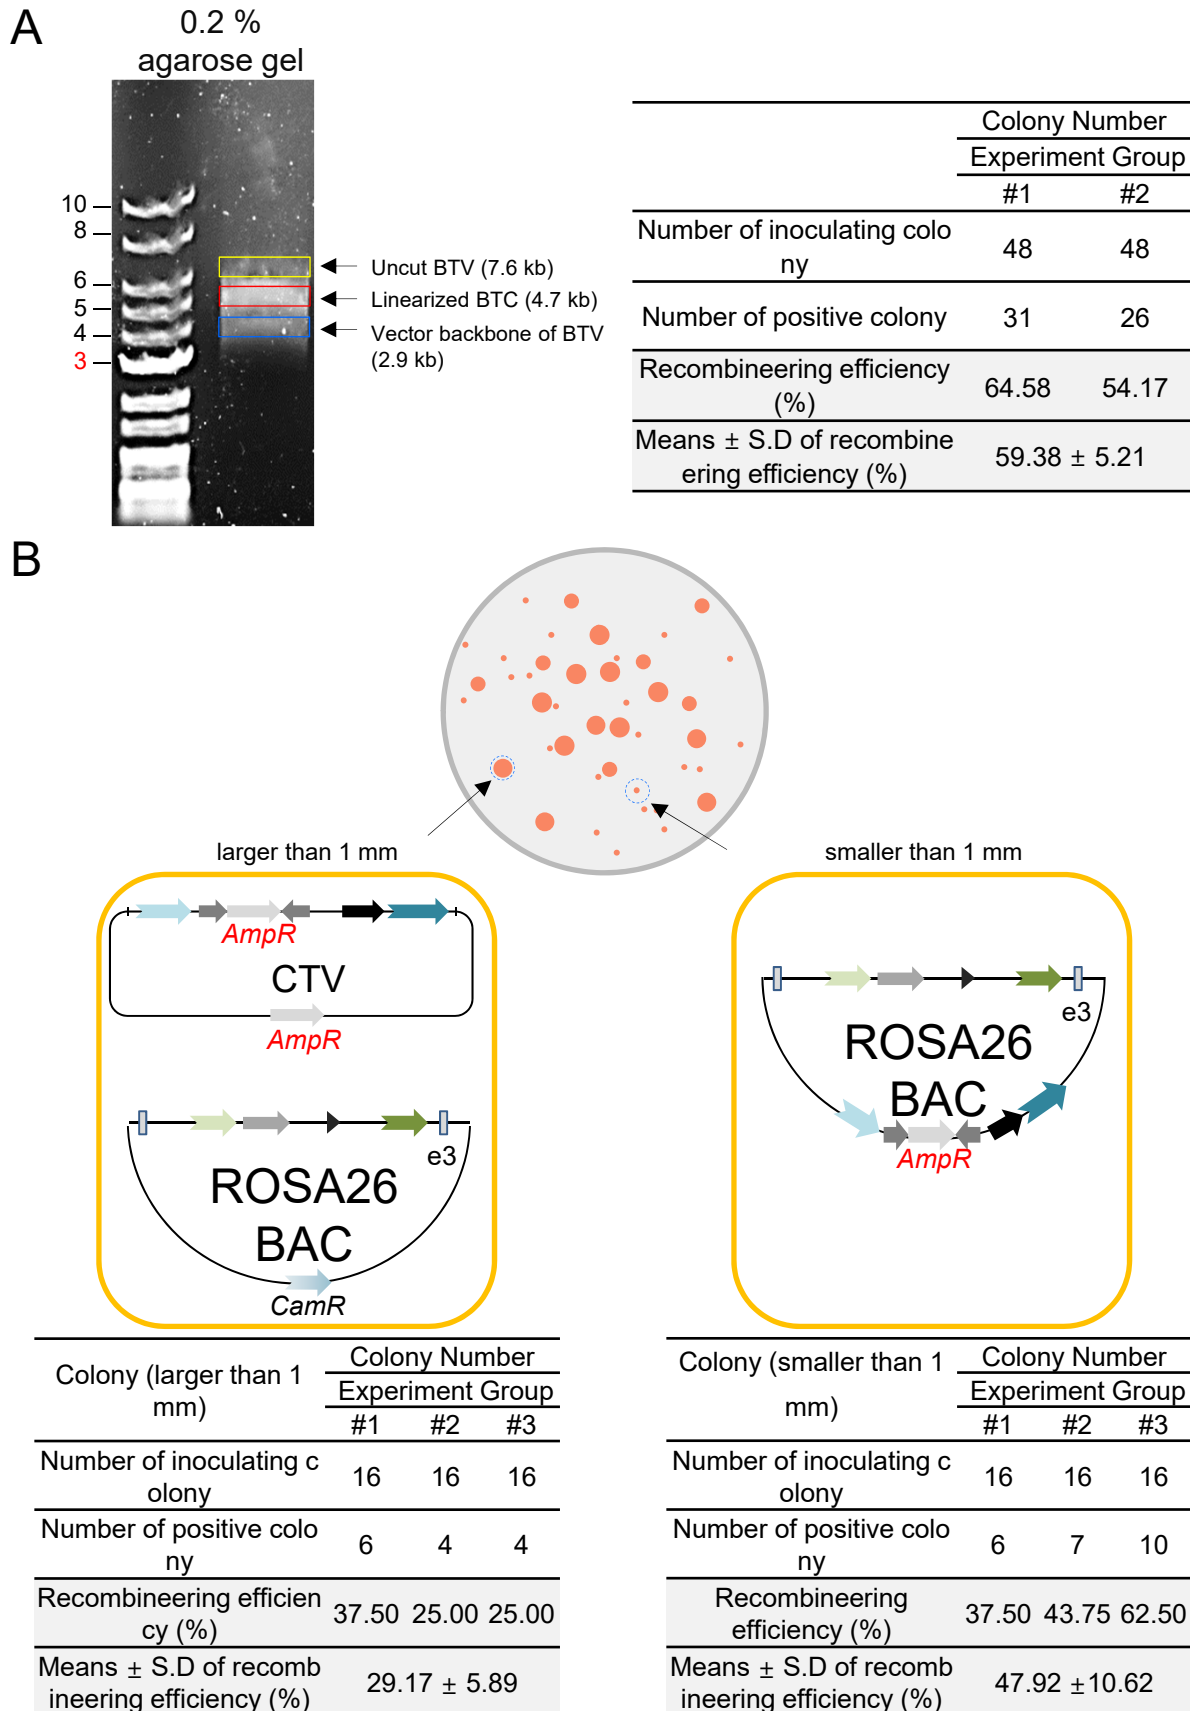 A
0.2 %
agarose gel
10
8
6
5
4
3
Uncut BTV (7.6 kb)
Linearized BTC (4.7 kb)
Vector backbone of BTV
(2.9 kb)
Colony Number
Experiment Group
#1 #2
Number of inoculating colo
ny
48 48
Number of positive colony 31 26
Recombineering efficiency
(%)
64.58 54.17
Means ± S.D of recombine
ering efficiency (%)
59.38 ± 5.21
B
larger than 1 mm
smaller than 1 mm
AmpR
CTV
AmpR
e3
ROSA26
BAC
CamR
e3
ROSA26
BAC
AmpR
Colony (larger than 1
mm)
Colony Number
Experiment Group
#1 #2 #3
Number of inoculating c
olony
16 16 16
Number of positive colo
ny
6 4 4
Recombineering efficien
cy (%)
37.50 25.00 25.00
Means ± S.D of recomb
ineering efficiency (%)
29.17 ± 5.89
Colony (smaller than 1
mm)
Colony Number
Experiment Group
#1 #2 #3
Number of inoculating c
olony
16 16 16
Number of positive colo
ny
6 7 10
Recombineering
efficiency (%)
37.50 43.75 62.50
Means ± S.D of recomb
ineering efficiency (%)
47.92 ±10.62